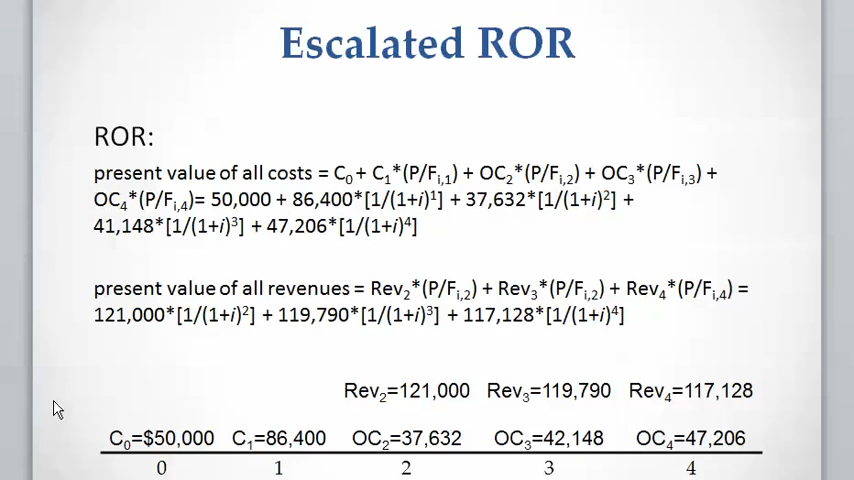 Escalated ROR
ROR:
present value of all costs = C₀ + C₁*(P/Fᵢ,₁) + OC₂*(P/Fᵢ,₂) + OC₃*(P/Fᵢ,₃) +
OC₄*(P/Fᵢ,₄)= 50,000 + 86,400*[1/(1+i)¹] + 37,632*[1/(1+i)²] +
41,148*[1/(1+i)³] + 47,206*[1/(1+i)⁴]
present value of all revenues = Rev₂*(P/Fᵢ,₂) + Rev₃*(P/Fᵢ,₂) + Rev₄*(P/Fᵢ,₄) =
121,000*[1/(1+i)²] + 119,790*[1/(1+i)³] + 117,128*[1/(1+i)⁴]
Rev₂=121,000 Rev₃=119,790 Rev₄=117,128
C₀=$50,000 C₁=86,400 OC₂=37,632 OC₃=42,148 OC₄=47,206
0 1 2 3 4